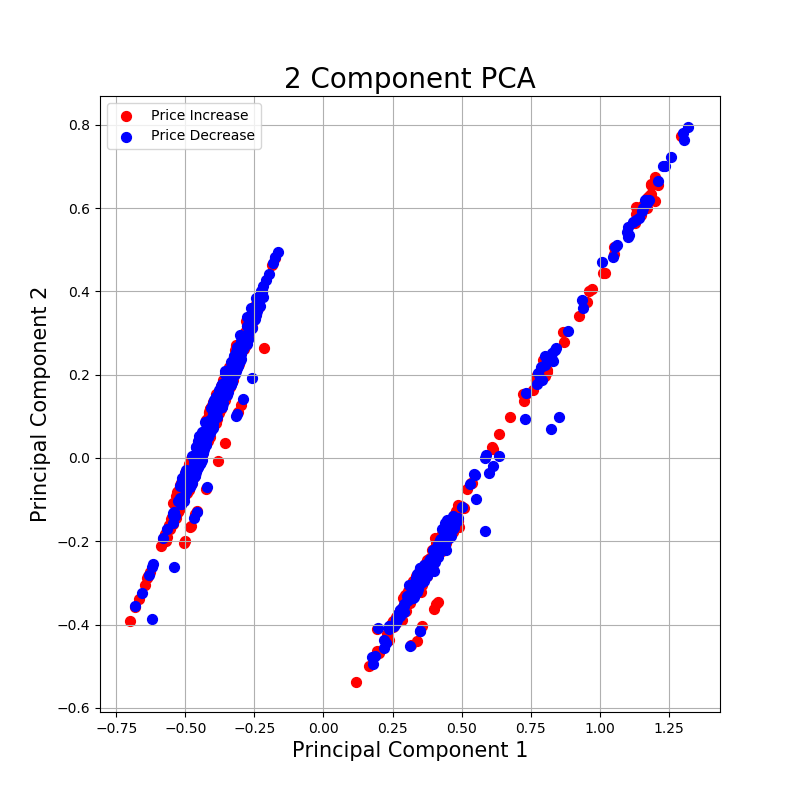 2 Component PCA
Price Increase
Price Decrease
Principal Component 2
0.8
0.6
0.4
0.2
0.0
−0.2
−0.4
−0.6
−0.75 −0.50 −0.25 0.00 0.25 0.50 0.75 1.00 1.25
Principal Component 1